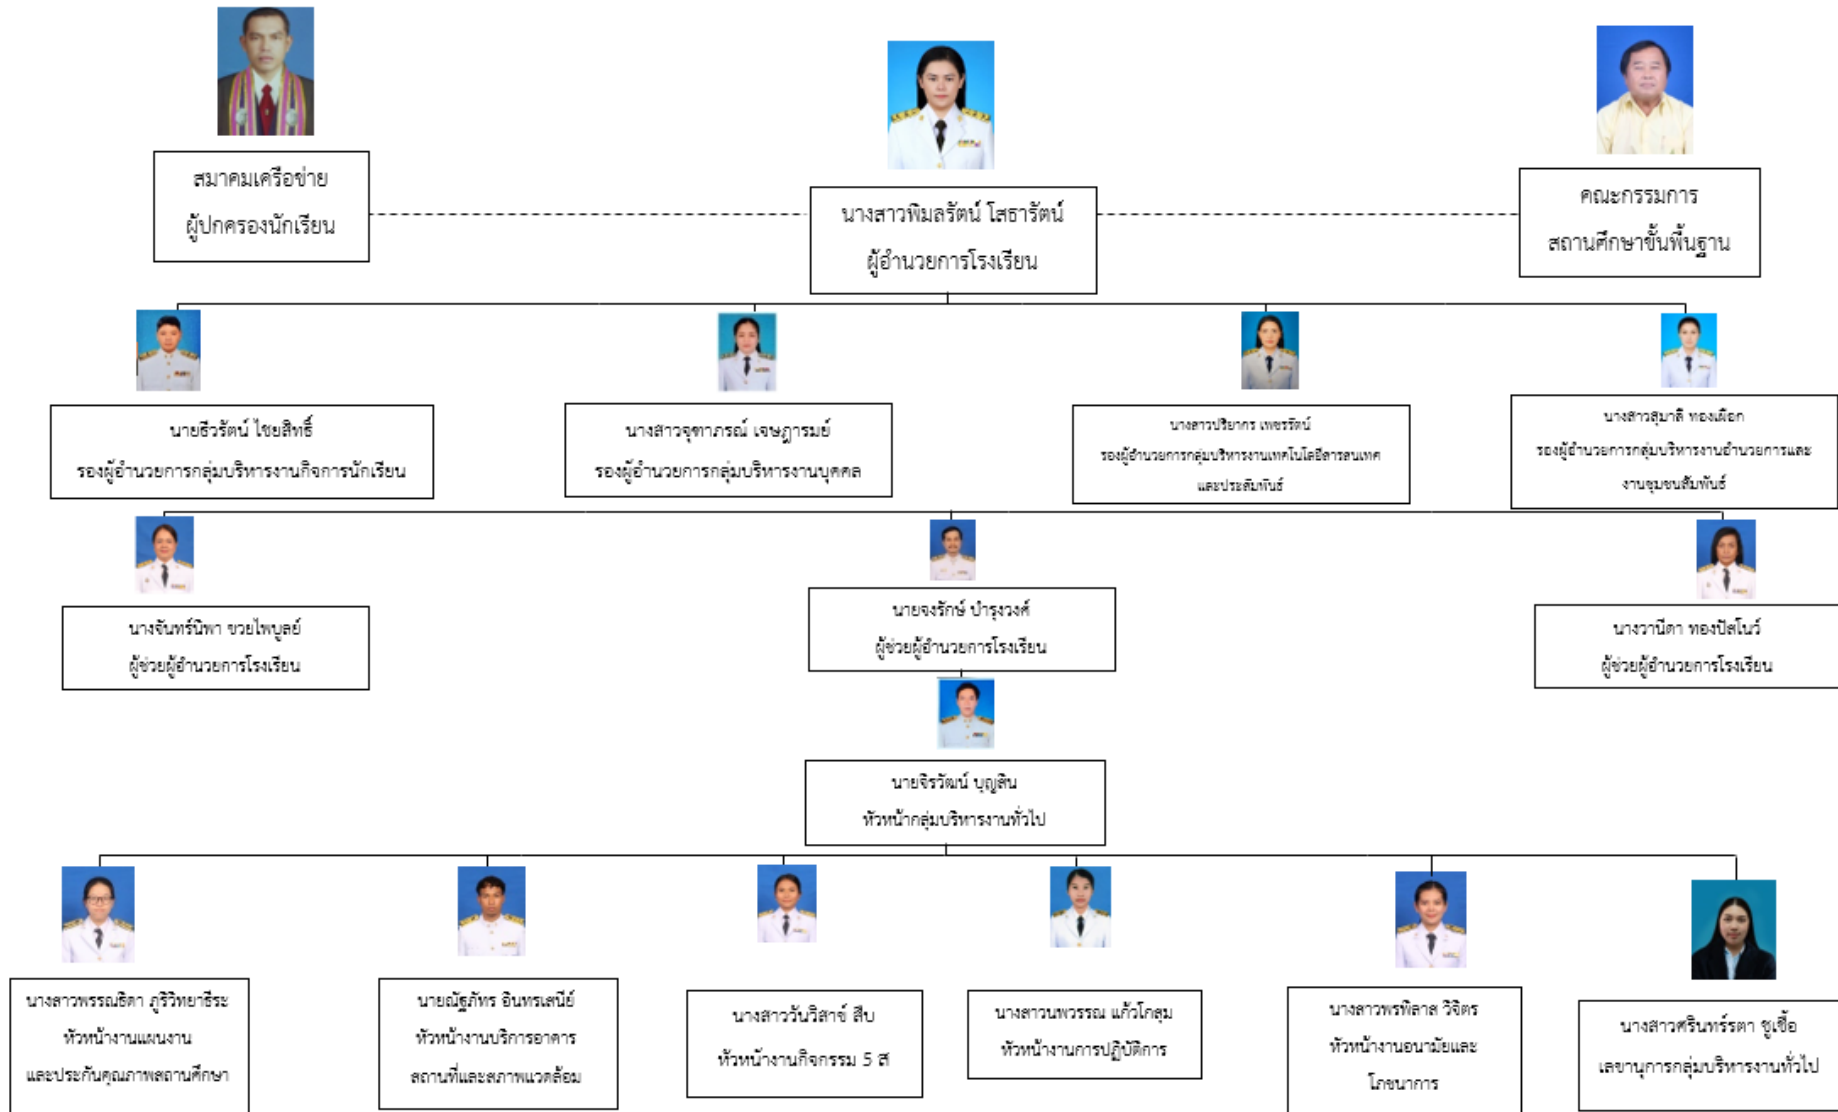 สมาคมเครือข่าย
ผู้ปกครองนักเรียน
นางสาวพิมลรัตน์ โสธารัตน์
ผู้อำนวยการโรงเรียน
คณะกรรมการ
สถานศึกษาขั้นพื้นฐาน
นายธีวรัตน์ ไชยสิทธิ์
รองผู้อำนวยการกลุ่มบริหารงานกิจการนักเรียน
นางสาวจุฑาภรณ์ เจษฎารมย์
รองผู้อำนวยการกลุ่มบริหารงานบุคคล
นางสาวปริยากร เพชรรัตน์
รองผู้อำนวยการกลุ่มบริหารงานเทคโนโลยีสารสนเทศ
และประสัมพันธ์
นางสาวสุมาลี ทองเผือก
รองผู้อำนวยการกลุ่มบริหารงานอำนวยการและ
งานชุมชนสัมพันธ์
นางจันทร์นิพา ขวยไพบูลย์
ผู้ช่วยผู้อำนวยการโรงเรียน
นายจงรักษ์ บำรุงวงศ์
ผู้ช่วยผู้อำนวยการโรงเรียน
นางวานีตา ทองปัสโนว์
ผู้ช่วยผู้อำนวยการโรงเรียน
นายจิรวัฒน์ บุญสิน
หัวหน้ากลุ่มบริหารงานทั่วไป
นางสาวพรรณธิตา ภูริวิทยาธีระ
หัวหน้างานแผนงาน
และประกันคุณภาพสถานศึกษา
นายณัฐภัทร อินทรเสนีย์
หัวหน้างานบริการอาคาร
สถานที่และสภาพแวดล้อม
นางสาววันวิสาข์ สืบ
หัวหน้างานกิจกรรม 5 ส
นางสาวนพวรรณ แก้วโกสุม
หัวหน้างานการปฏิบัติการ
นางสาวพรพิลาส วิจิตร
หัวหน้างานอนามัยและ
โภชนาการ
นางสาวศรินทร์รตา ชูเชื้อ
เลขานุการกลุ่มบริหารงานทั่วไป